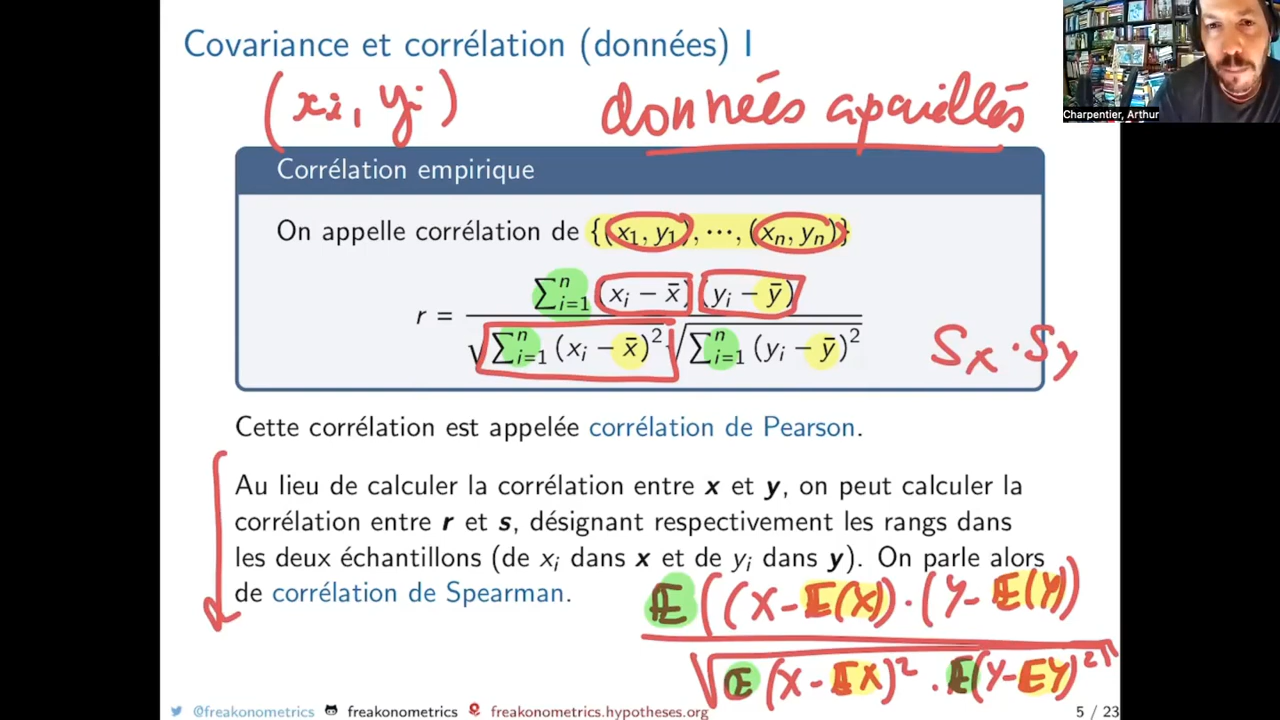 Covariance et corrélation (données) I
Charpentier, Arthur
(xi, yi) données apaillés
Corrélation empirique
On appelle corrélation de {(x₁, y₁), ⋯, (xₙ, yₙ)}
r = ∑ⁿᵢ₌₁ (xᵢ − x̄) (yᵢ − ȳ) / √∑ⁿᵢ₌₁ (xᵢ − x̄)² √∑ⁿᵢ₌₁ (yᵢ − ȳ)²
Sx · Sy
Cette corrélation est appelée corrélation de Pearson.
Au lieu de calculer la corrélation entre x et y, on peut calculer la
corrélation entre r et s, désignant respectivement les rangs dans
les deux échantillons (de xᵢ dans x et de yᵢ dans y). On parle alors
de corrélation de Spearman.
E((X − E(X)) · (Y − E(Y))
√E(X − EX)² · E(Y − EY)²
@freakonometrics freakonometrics freakonometrics.hypotheses.org 5 / 23